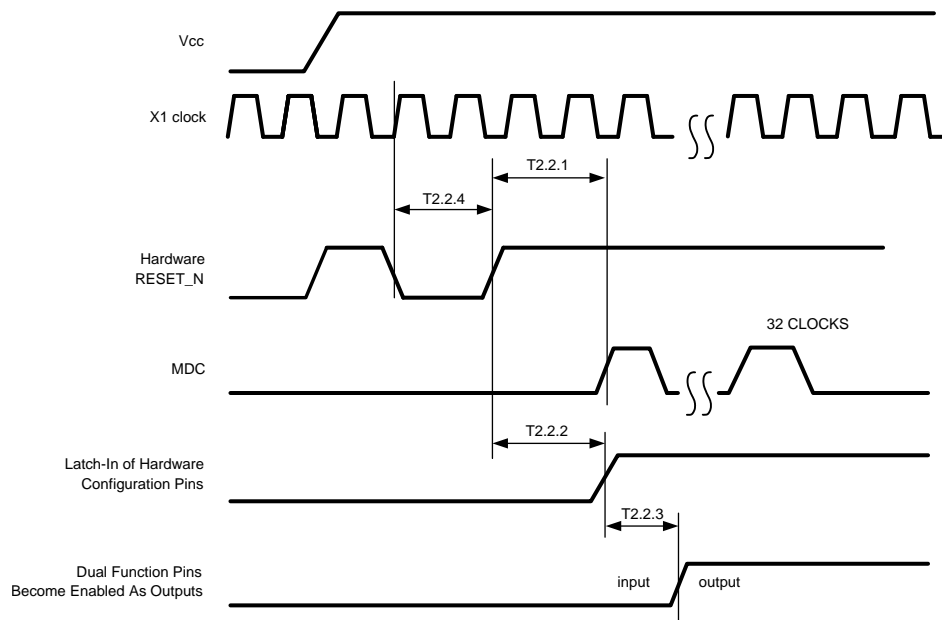 Vcc
X1 clock
T2.2.1
T2.2.4
Hardware
RESET_N
32 CLOCKS
MDC
T2.2.2
Latch-In of Hardware
Configuration Pins
T2.2.3
Dual Function Pins
Become Enabled As Outputs
input
output